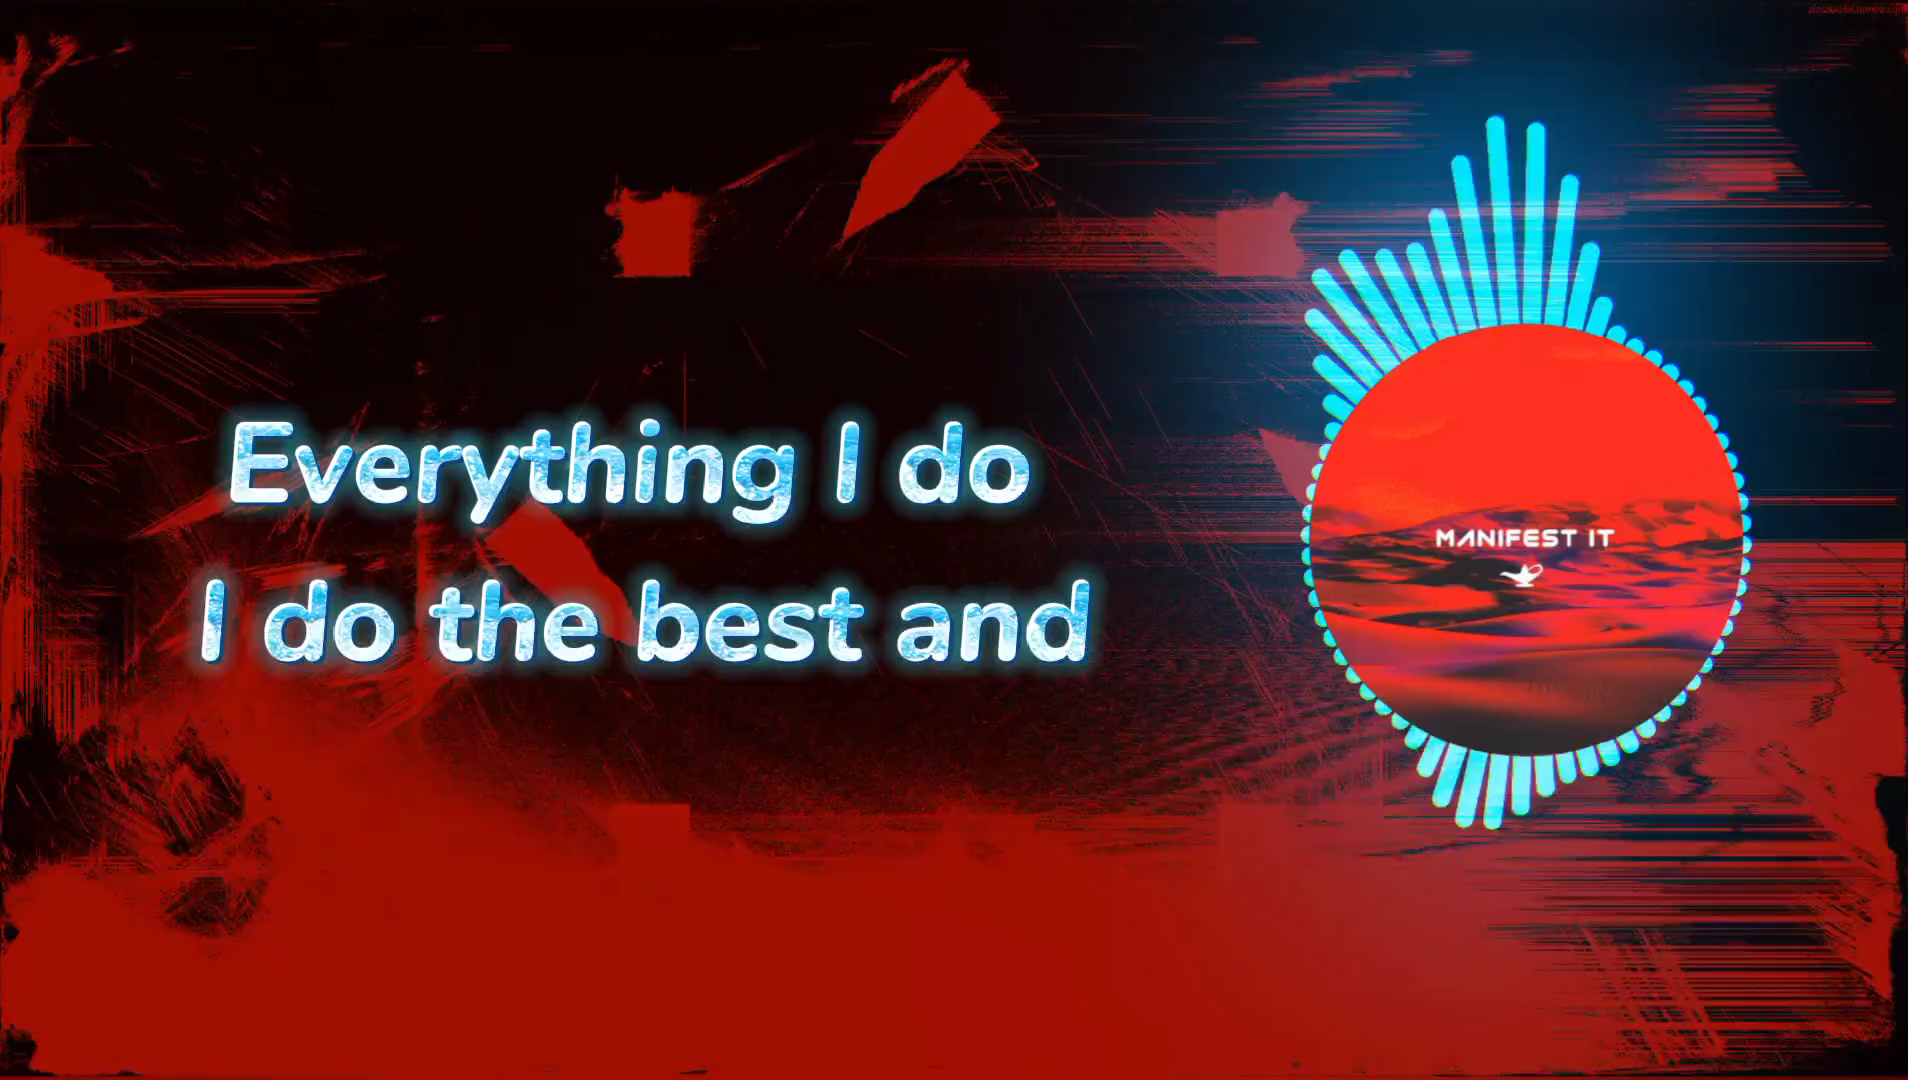 Everything I do
I do the best and
MANIFEST IT